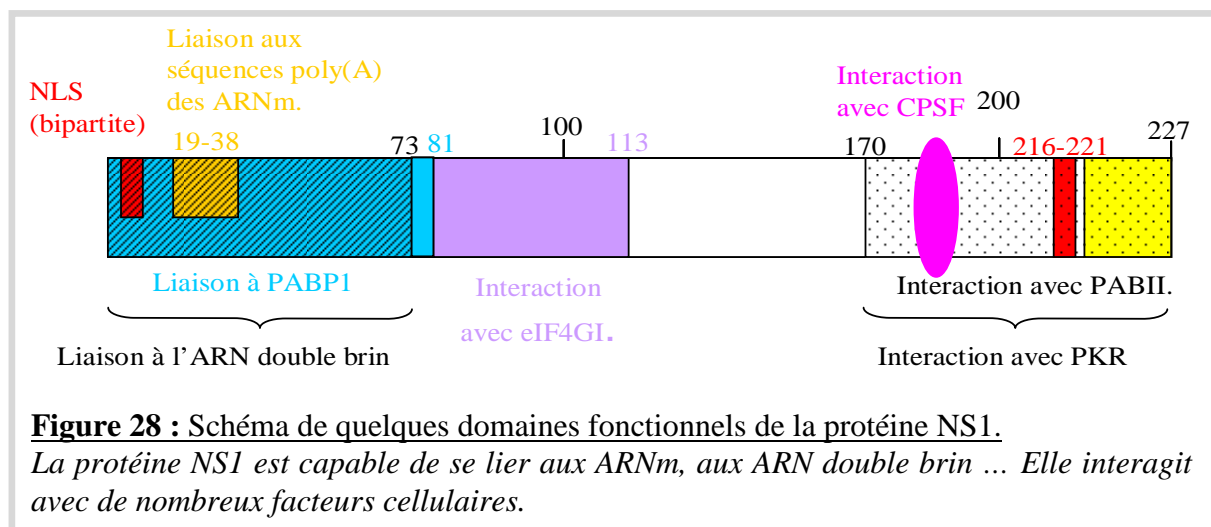 Liaison aux
séquences poly(A)
des ARNm.
NLS
(bipartite)
19-38
73
81
100
113
Interaction
avec CPSF
170
200
216-221
227
Liaison à PABP1
Interaction
avec eIF4GI.
Interaction avec PABII.
Liaison à l'ARN double brin
Interaction avec PKR
Figure 28 : Schéma de quelques domaines fonctionnels de la protéine NS1.
La protéine NS1 est capable de se lier aux ARNm, aux ARN double brin … Elle interagit
avec de nombreux facteurs cellulaires.